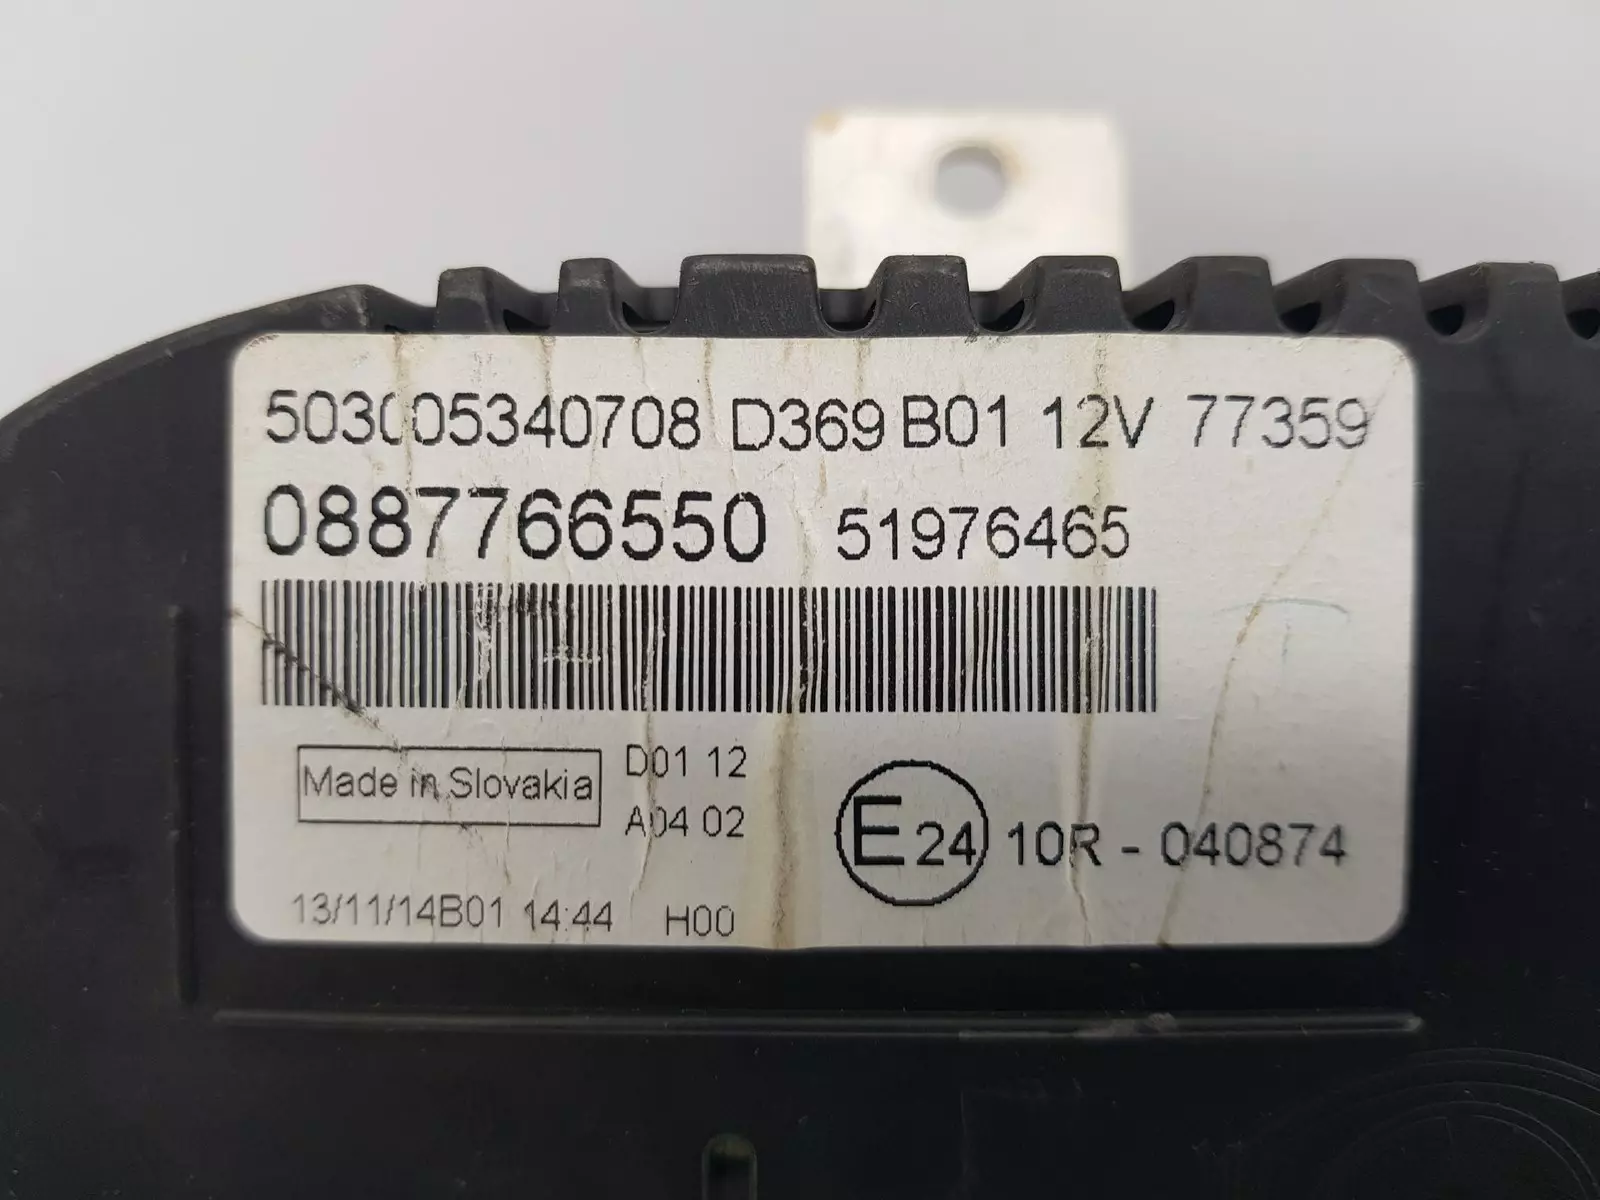 503005340708 D369 B01 12V 77359
0887766550 51976465
Made in Slovakia
D01 12
A04 02
E24 10R - 040874
13/11/14B01 14:44 H00